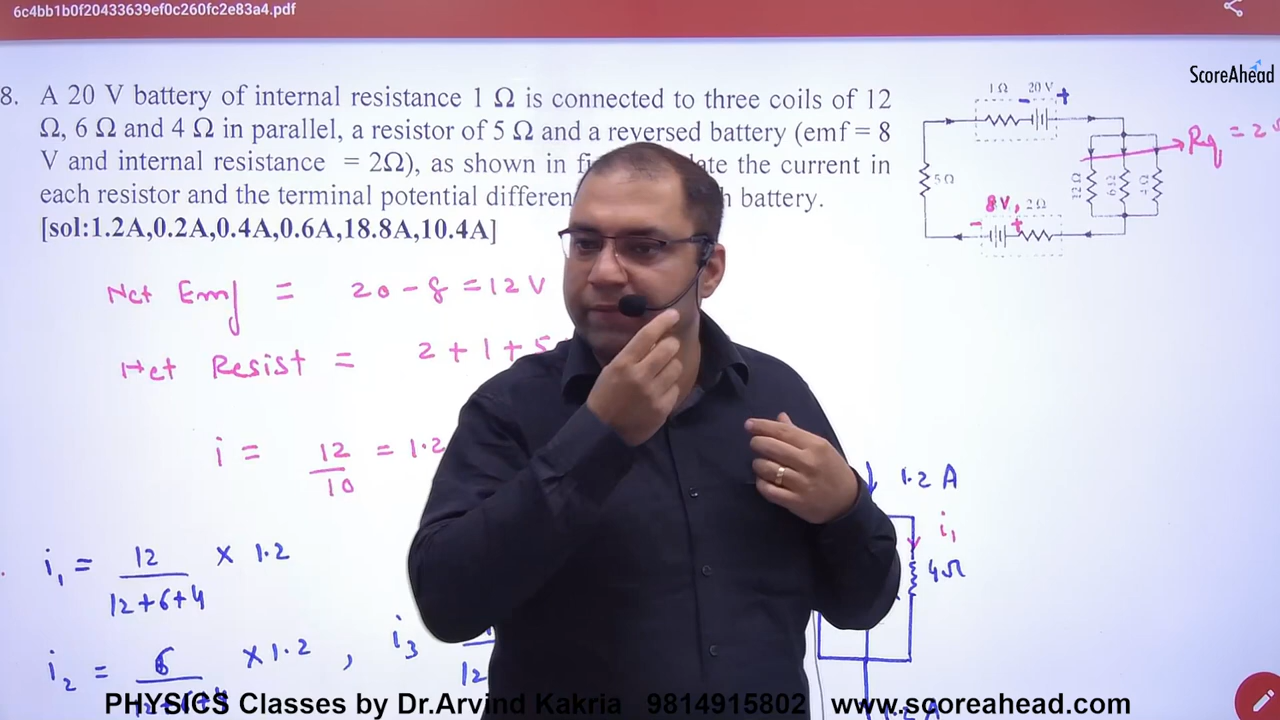 6c4bb1b0f20433639ef0c260fc2e83a4.pdf
ScoreAhead
8. A 20 V battery of internal resistance 1 Ω is connected to three coils of 12
Ω, 6 Ω and 4 Ω in parallel, a resistor of 5 Ω and a reversed battery (emf = 8
V and internal resistance = 2Ω), as shown in the current in
each resistor and the terminal potential battery.
[sol:1.2A,0.2A,0.4A,0.6A,18.8A,10.4A]
1 Ω 20 V +
Req = 2
5 Ω
12 Ω 6 Ω
8V, 2Ω
- +
Net Emf = 20 - 8 = 12 V
Net Resist = 2 + 1 + 5
i = 12/10 = 1.2
1.2 A
i₁
4Ω
i₁ = 12/12+6+4 × 1.2
i₂ = 6 × 1.2 , i₃
12
PHYSICS Classes by Dr.Arvind Kakria 9814915802 www.scoreahead.com